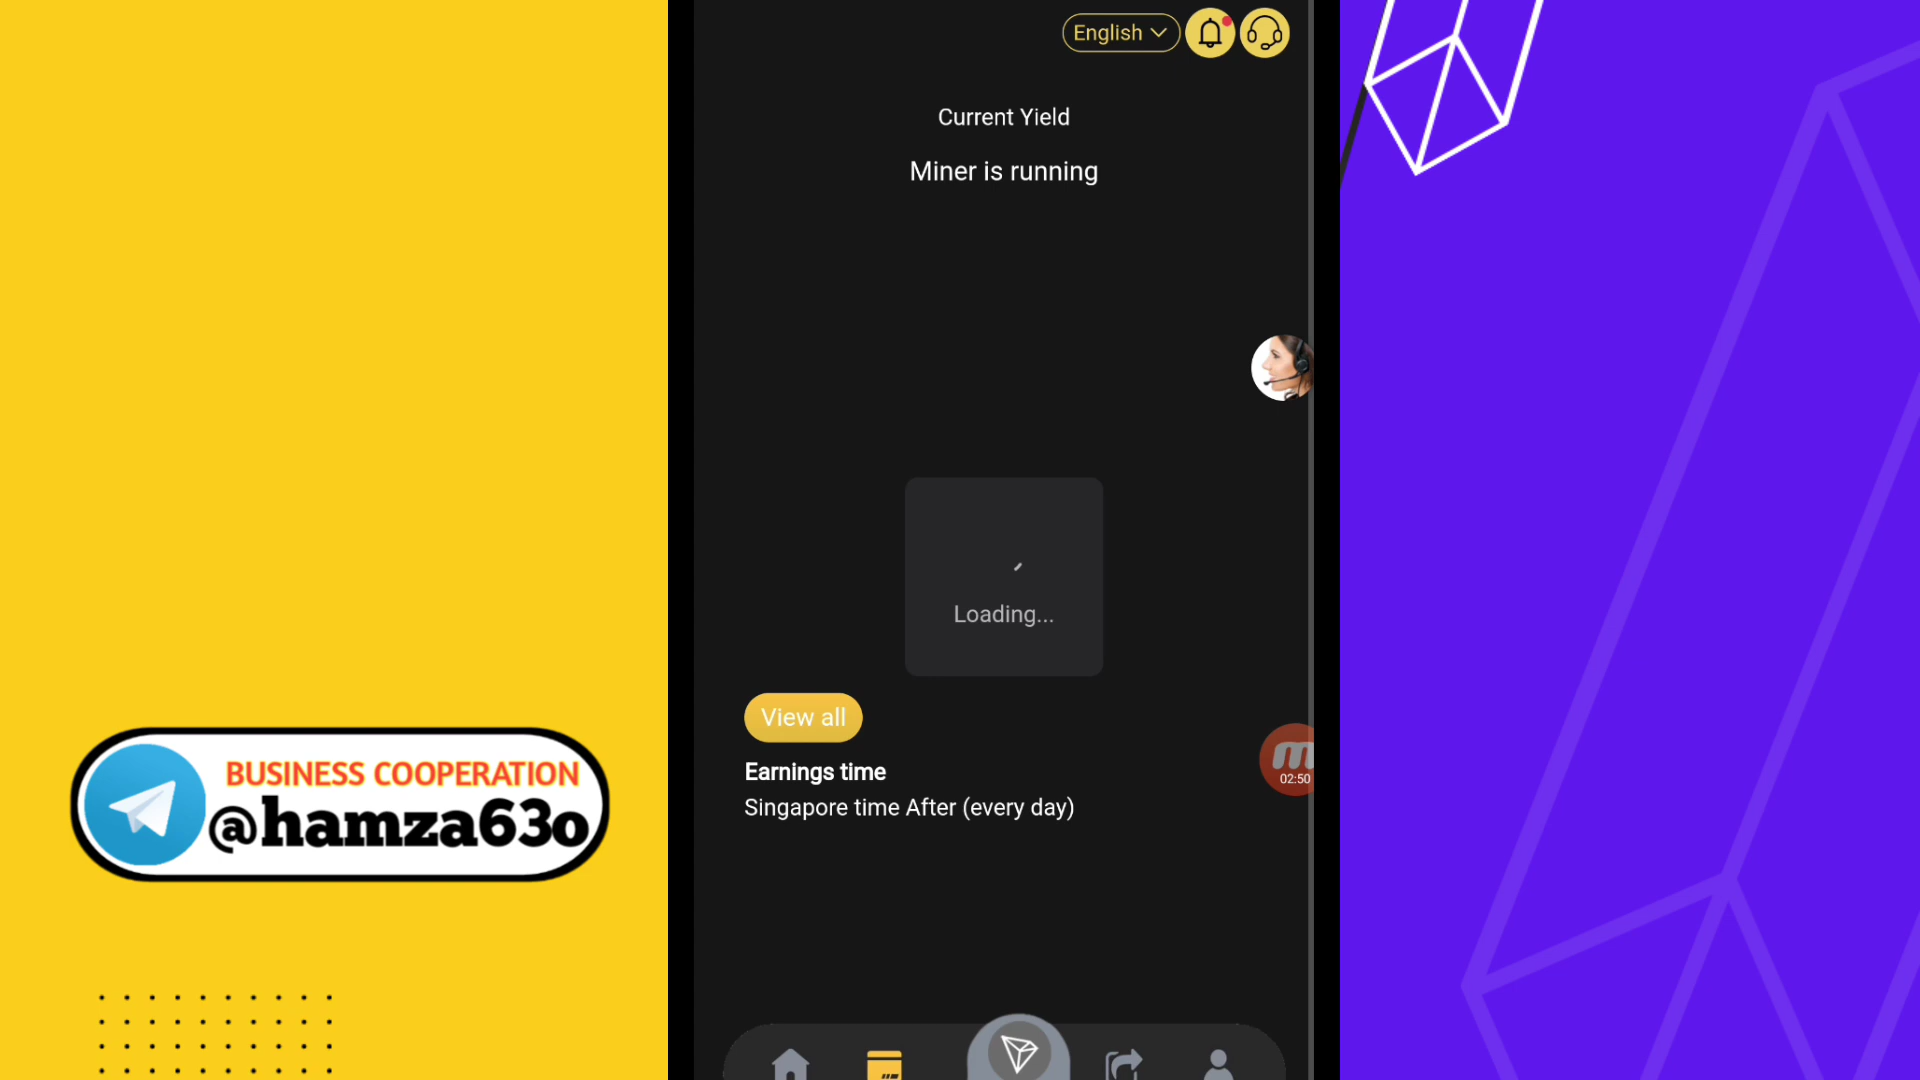 English
Current Yield
Miner is running
Loading...
View all
Earnings time
Singapore time After (every day)
02:50
BUSINESS COOPERATION
@hamza63o